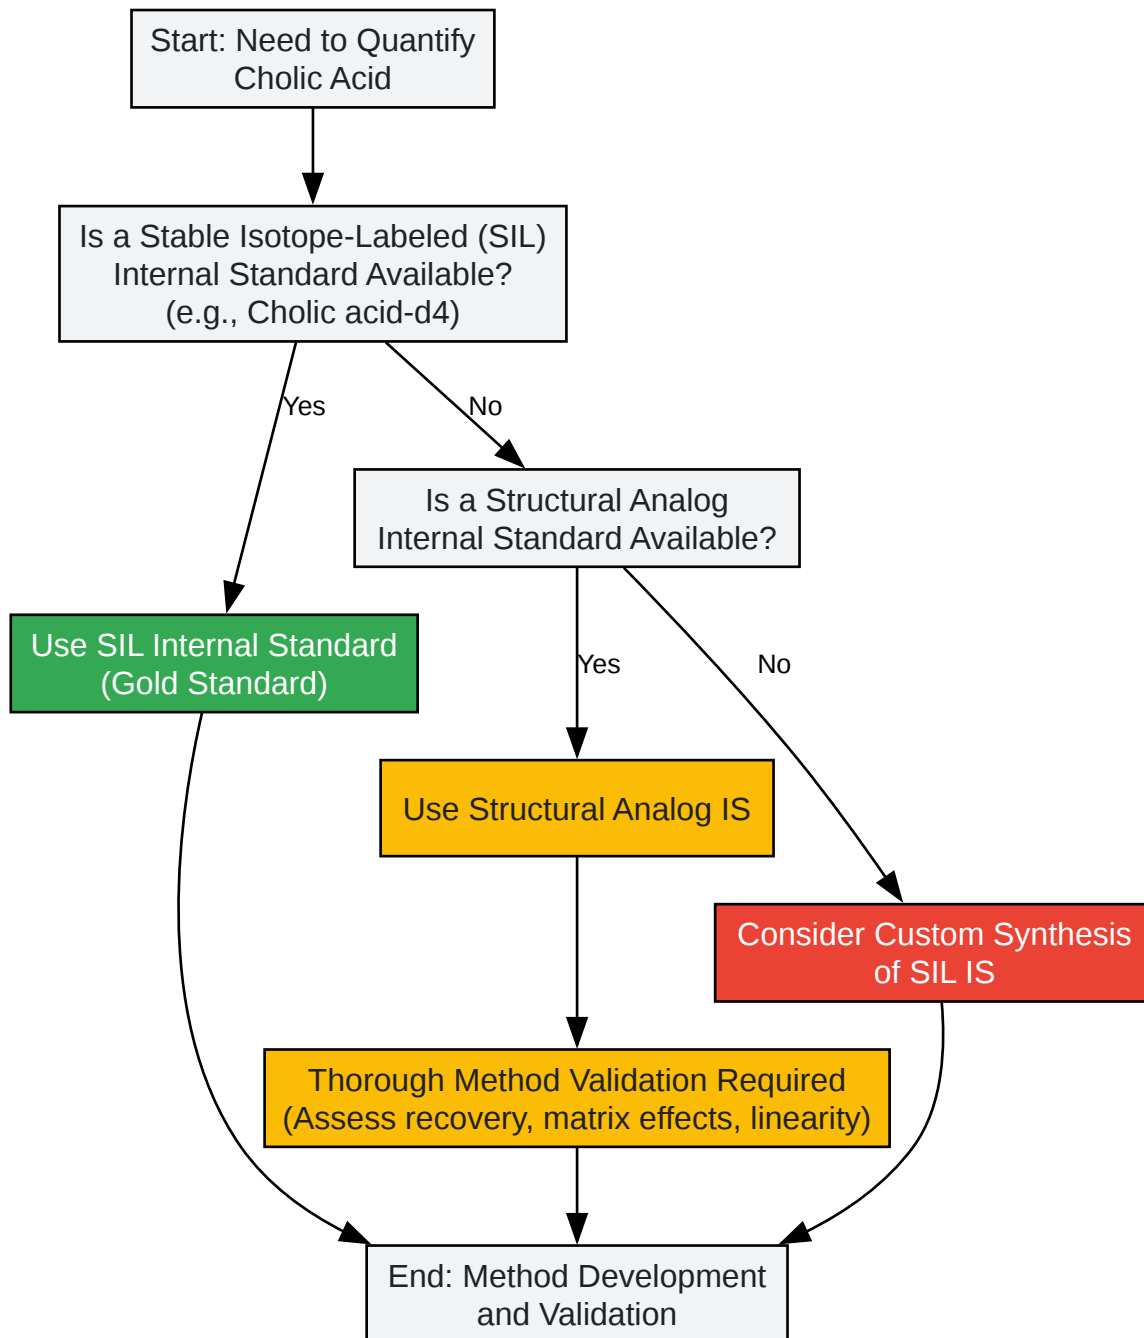 Start: Need to Quantify
Cholic Acid
Is a Stable Isotope-Labeled (SIL)
Internal Standard Available?
(e.g., Cholic acid-d4)
Yes
No
Is a Structural Analog
Internal Standard Available?
Use SIL Internal Standard
(Gold Standard)
Yes
No
Use Structural Analog IS
Consider Custom Synthesis
of SIL IS
Thorough Method Validation Required
(Assess recovery, matrix effects, linearity)
End: Method Development
and Validation